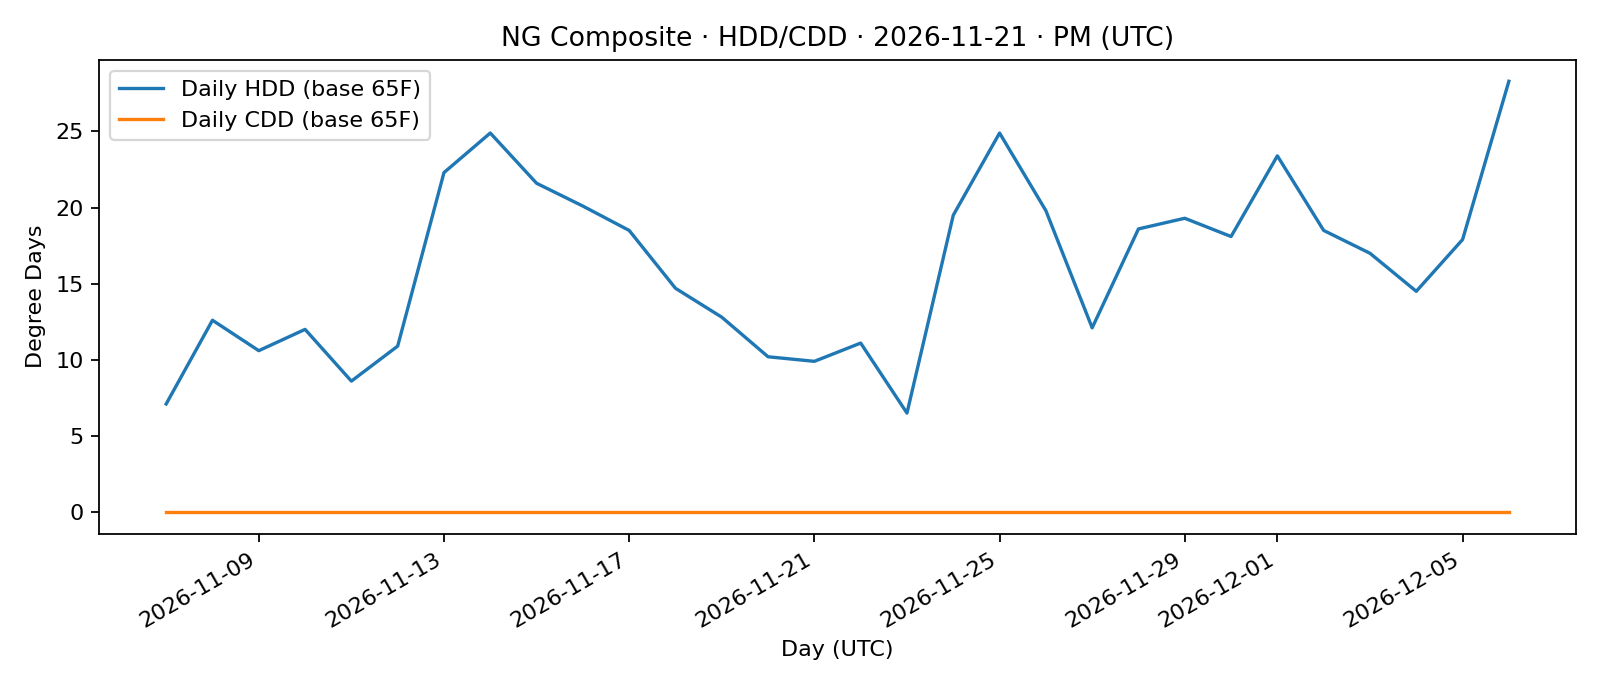 NG Composite · HDD/CDD · 2026-11-21 · PM (UTC)
Daily HDD (base 65F)
Daily CDD (base 65F)
Degree Days
25
20
15
10
5
0
2026-11-09
2026-11-13
2026-11-17
2026-11-21
2026-11-25
2026-11-29
2026-12-01
2026-12-05
Day (UTC)